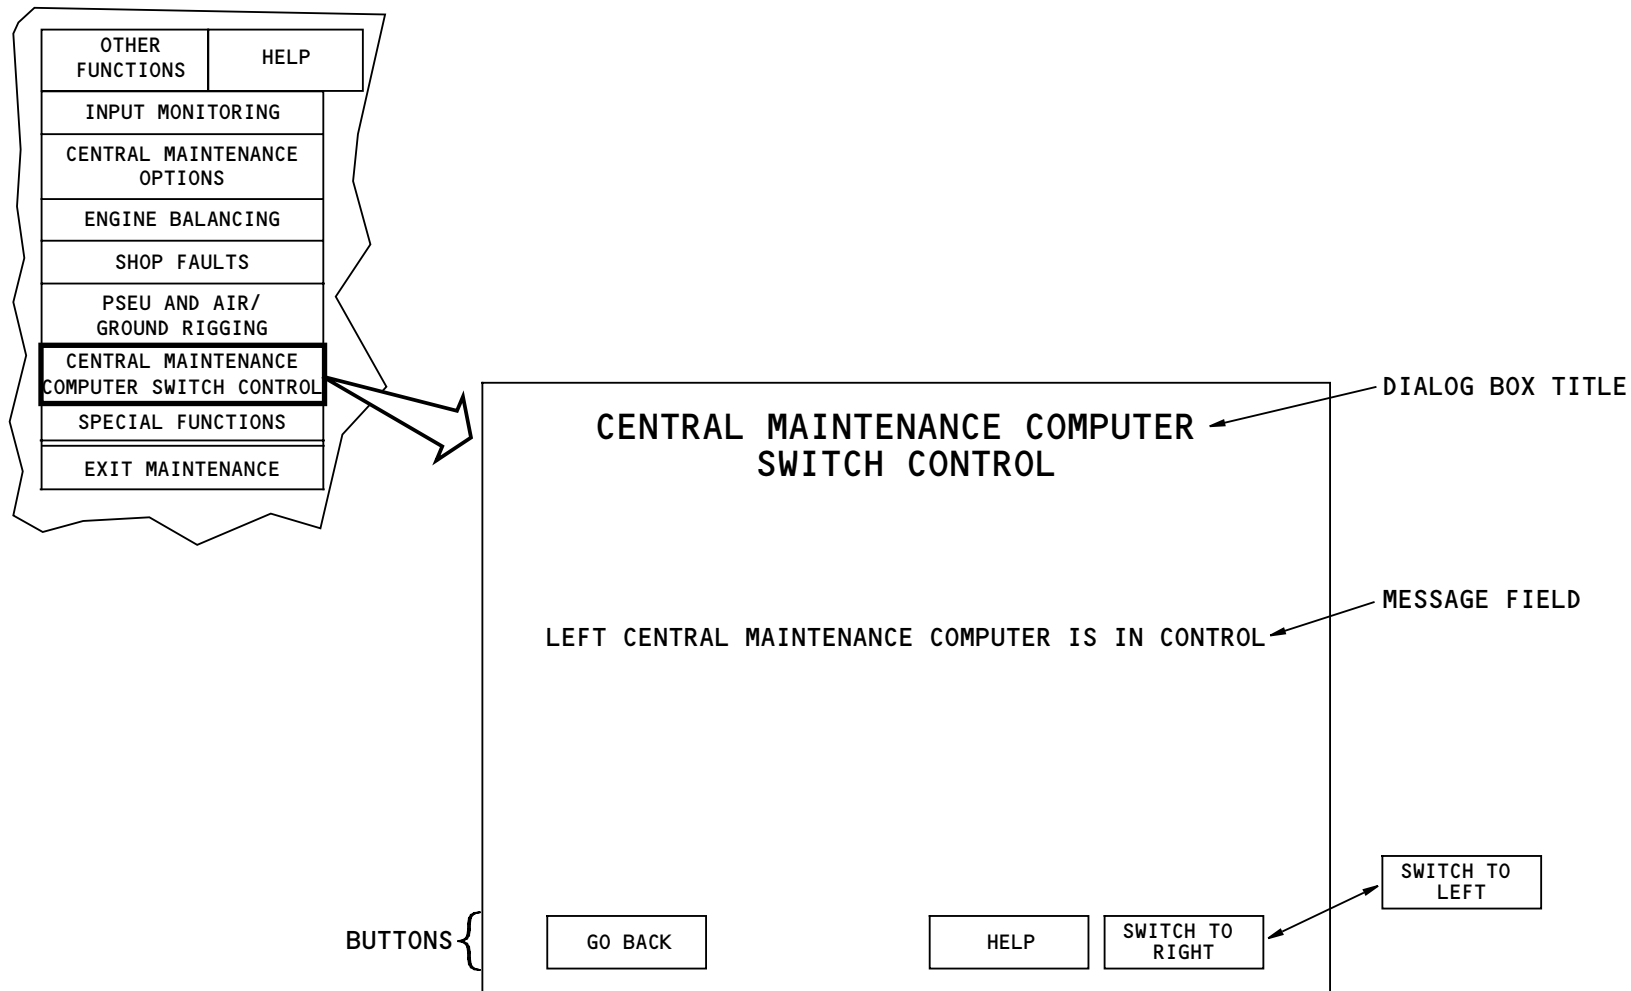 OTHER
FUNCTIONS
HELP
INPUT MONITORING
CENTRAL MAINTENANCE
OPTIONS
ENGINE BALANCING
SHOP FAULTS
PSEU AND AIR/
GROUND RIGGING
CENTRAL MAINTENANCE
COMPUTER SWITCH CONTROL
SPECIAL FUNCTIONS
EXIT MAINTENANCE
DIALOG BOX TITLE
CENTRAL MAINTENANCE COMPUTER
SWITCH CONTROL
MESSAGE FIELD
LEFT CENTRAL MAINTENANCE COMPUTER IS IN CONTROL
SWITCH TO
LEFT
BUTTONS
GO BACK
HELP
SWITCH TO
RIGHT